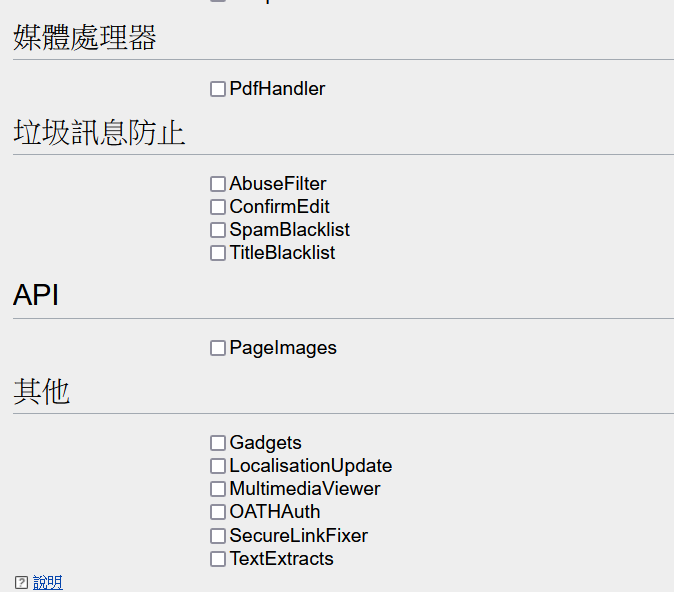 媒體處理器
PdfHandler
垃圾訊息防止
AbuseFilter
ConfirmEdit
SpamBlacklist
TitleBlacklist
API
PageImages
其他
Gadgets
LocalisationUpdate
MultimediaViewer
OATHAuth
SecureLinkFixer
TextExtracts
說明